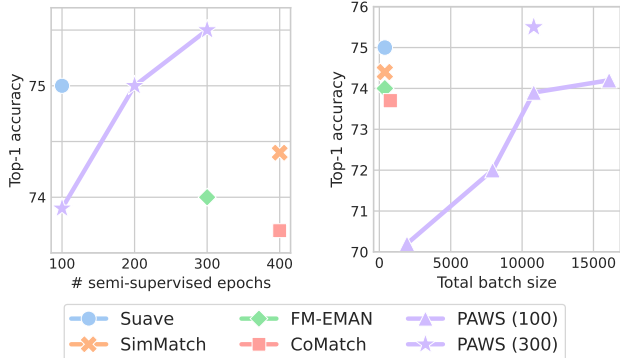 76
75
74
73
72
71
70
75
74
Top-1 accuracy
Top-1 accuracy
100 200 300 400
0 5000 10000 15000
# semi-supervised epochs
Total batch size
Suave FM-EMAN PAWS (100)
SimMatch CoMatch PAWS (300)